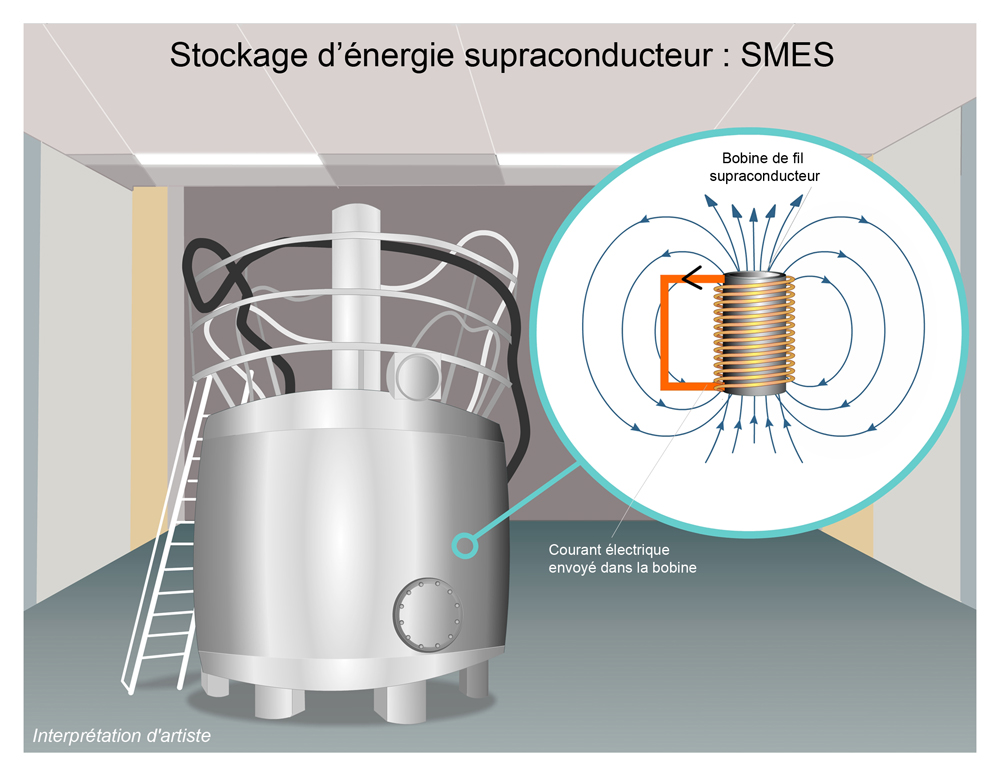 Stockage d’énergie supraconducteur : SMES
Bobine de fil
supraconducteur
Courant électrique
envoyé dans la bobine
Interprétation d'artiste